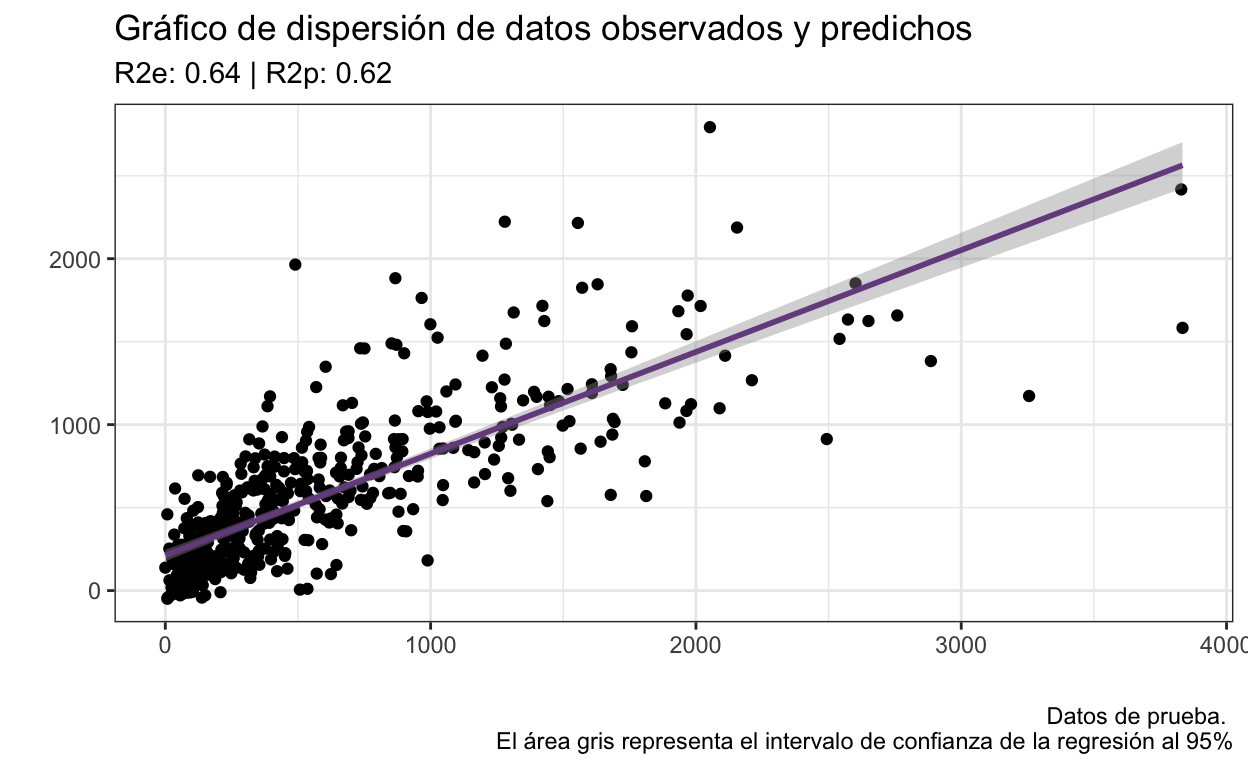 Gráfico de dispersión de datos observados y predichos
R2e: 0.64 | R2p: 0.62
2000
1000
0
0 1000 2000 3000 4000
Datos de prueba.
El área gris representa el intervalo de confianza de la regresión al 95%